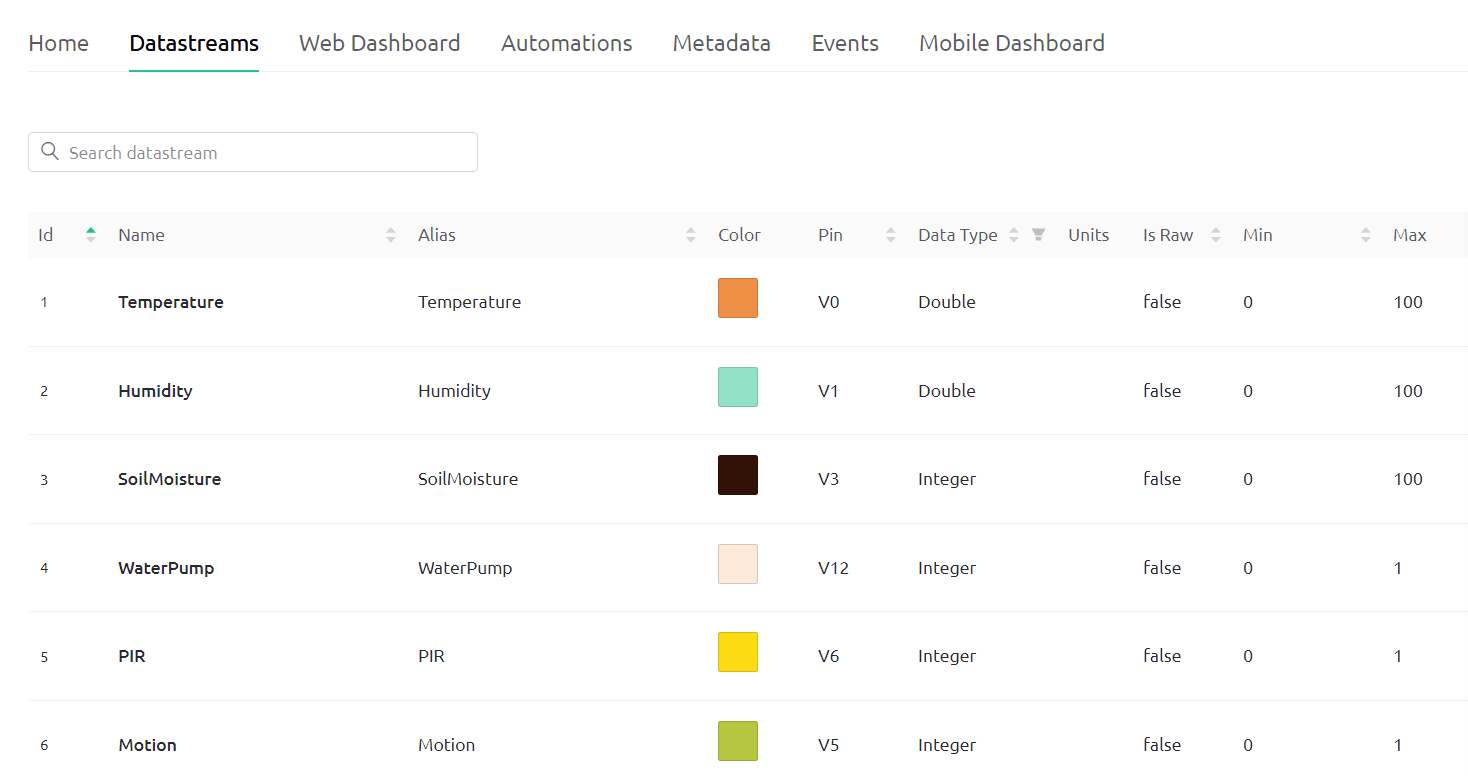 Home Datastreams Web Dashboard Automations Metadata Events Mobile Dashboard
Search datastream
Id Name Alias Color Pin Data Type Units Is Raw Min Max
1 Temperature Temperature V0 Double false 0 100
2 Humidity Humidity V1 Double false 0 100
3 SoilMoisture SoilMoisture V3 Integer false 0 100
4 WaterPump WaterPump V12 Integer false 0 1
5 PIR PIR V6 Integer false 0 1
6 Motion Motion V5 Integer false 0 1